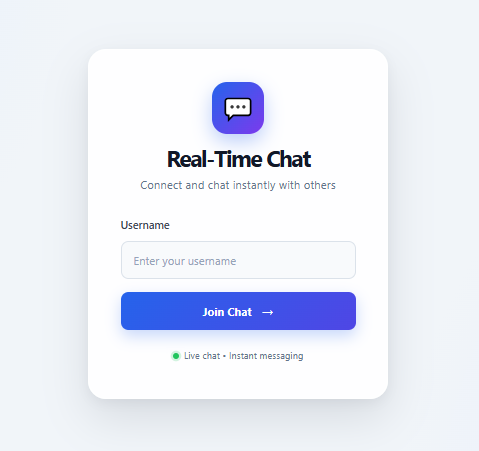 Real-Time Chat
Connect and chat instantly with others
Username
Enter your username
Join Chat →
Live chat • Instant messaging